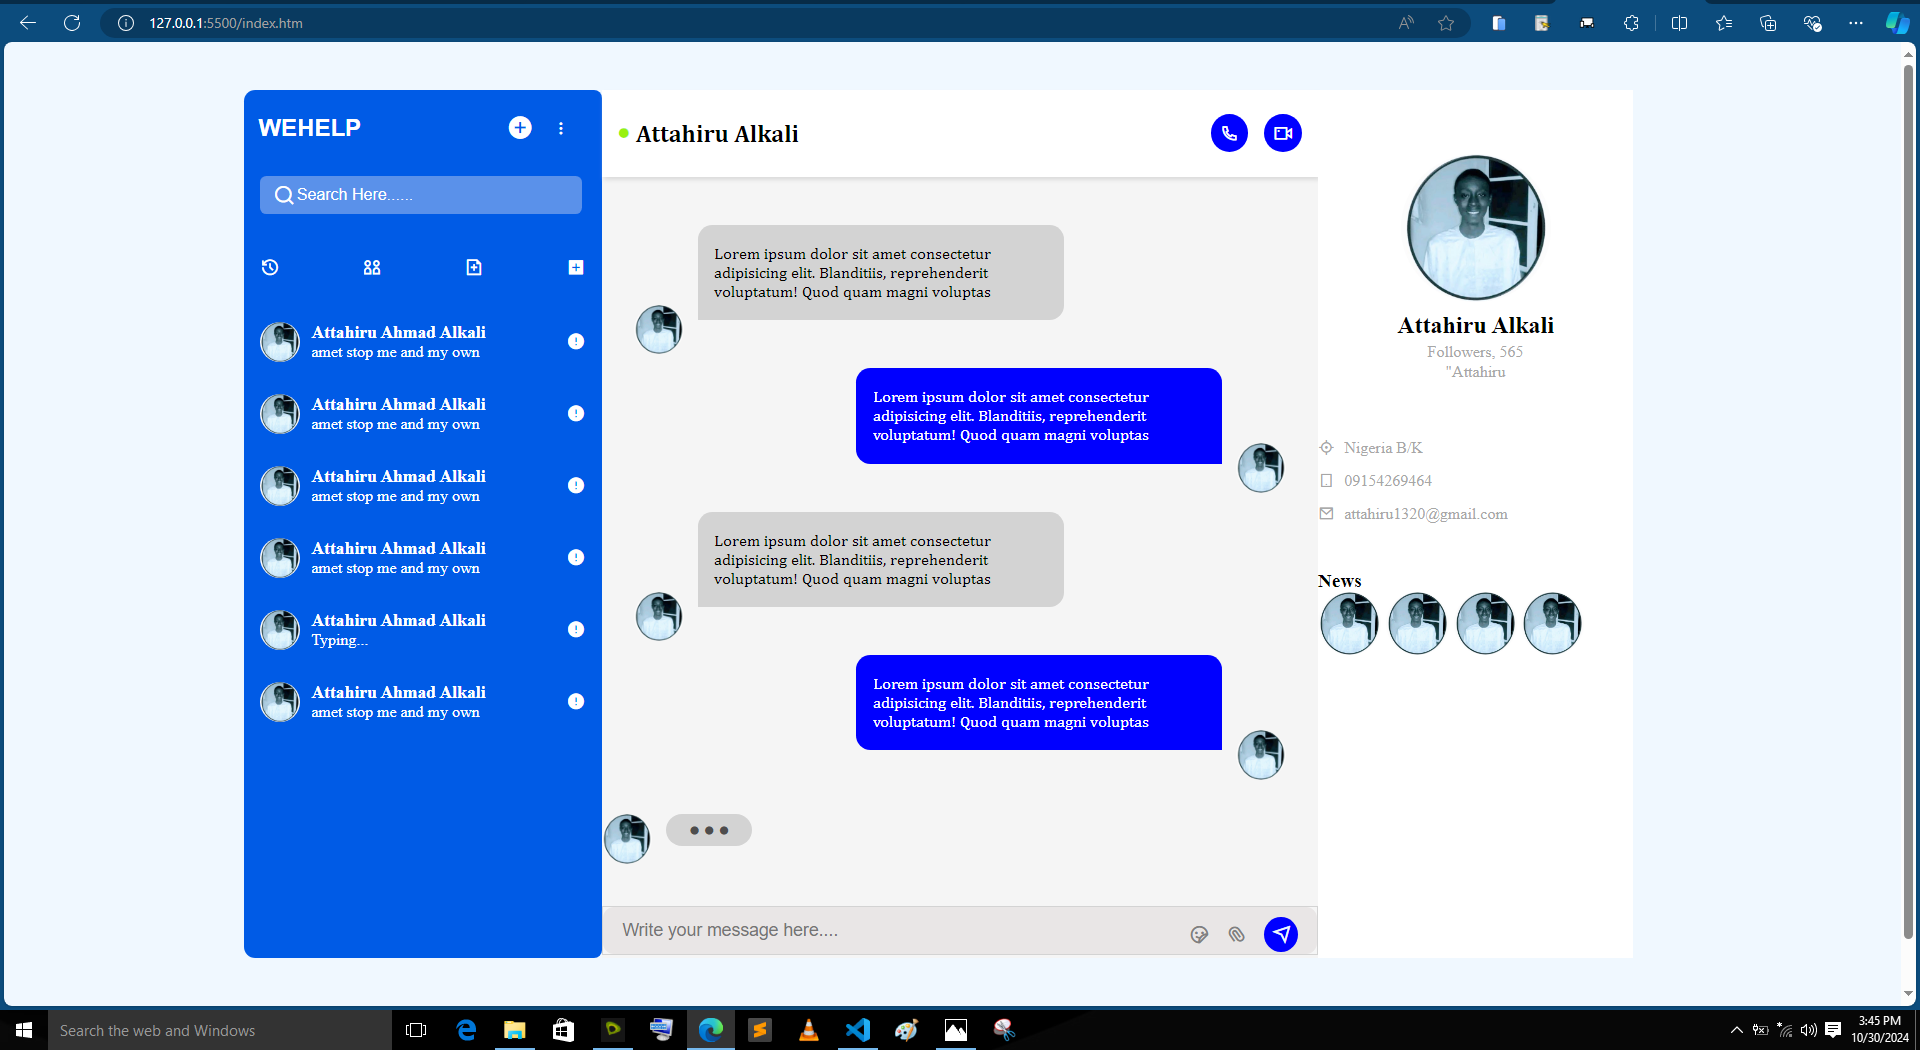 127.0.0.1:5500/index.htm
WEHELP
Search Here......
Attahiru Ahmad Alkali
amet stop me and my own
Attahiru Ahmad Alkali
amet stop me and my own
Attahiru Ahmad Alkali
amet stop me and my own
Attahiru Ahmad Alkali
amet stop me and my own
Attahiru Ahmad Alkali
Typing...
Attahiru Ahmad Alkali
amet stop me and my own
Attahiru Alkali
Lorem ipsum dolor sit amet consectetur
adipisicing elit. Blanditiis, reprehenderit
voluptatum! Quod quam magni voluptas
Lorem ipsum dolor sit amet consectetur
adipisicing elit. Blanditiis, reprehenderit
voluptatum! Quod quam magni voluptas
Lorem ipsum dolor sit amet consectetur
adipisicing elit. Blanditiis, reprehenderit
voluptatum! Quod quam magni voluptas
Lorem ipsum dolor sit amet consectetur
adipisicing elit. Blanditiis, reprehenderit
voluptatum! Quod quam magni voluptas
Write your message here....
Attahiru Alkali
Followers, 565
"Attahiru
Nigeria B/K
09154269464
attahiru1320@gmail.com
News
Search the web and Windows
3:45 PM
10/30/2024